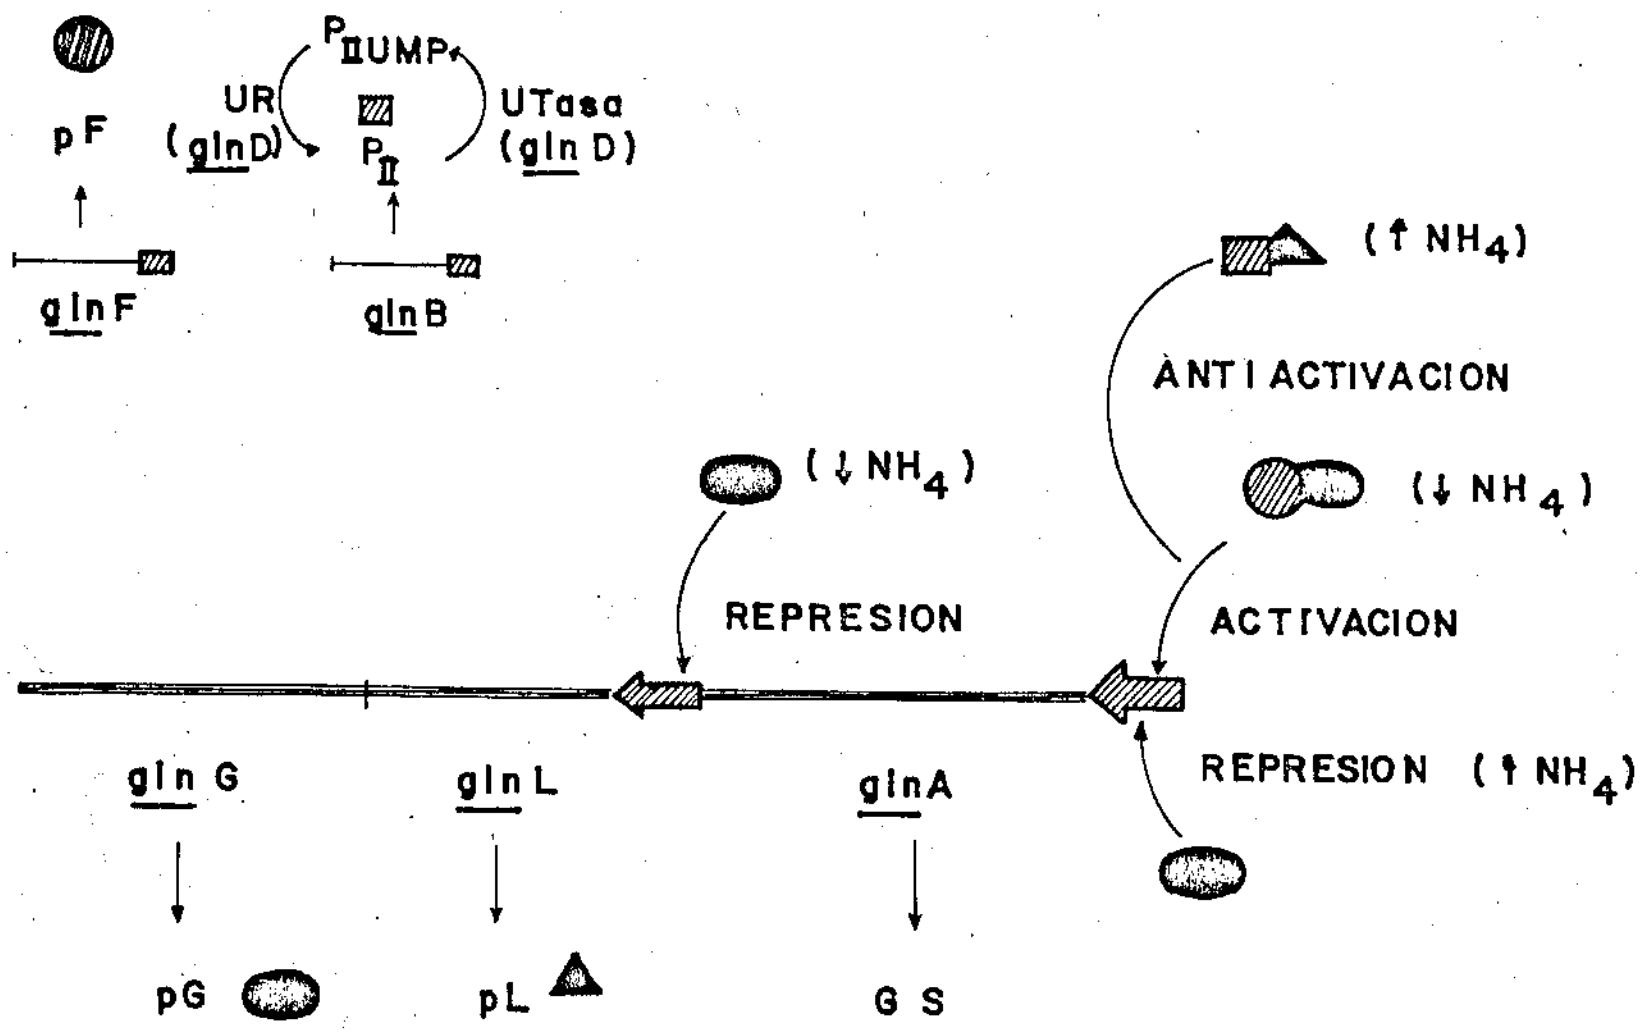 PIIUMP
UR
UTasa
pF
(glnD)
PII
(gln D)
glnF
glnB
(↑ NH4)
ANTIACTIVACION
(↓ NH4)
(↓ NH4)
REPRESION
ACTIVACION
gln G
gln L
glnA
REPRESION (↑ NH4)
pG
pL
GS